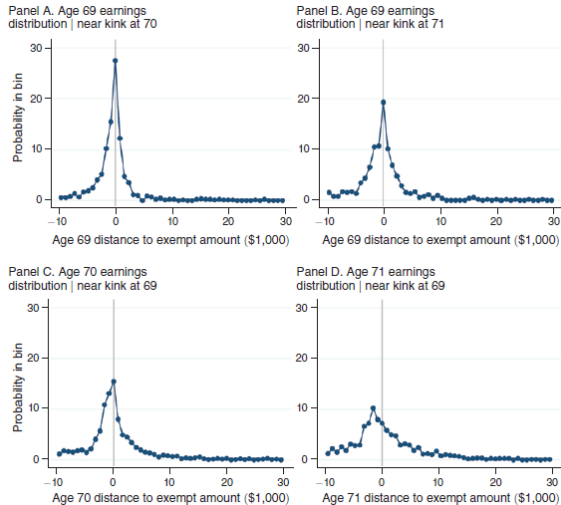 Panel A. Age 69 earnings
distribution | near kink at 70
Probability in bin
30
20
10
0
−10 0 10 20 30
Age 69 distance to exempt amount ($1,000)
Panel B. Age 69 earnings
distribution | near kink at 71
30
20
10
0
−10 0 10 20 30
Age 69 distance to exempt amount ($1,000)
Panel C. Age 70 earnings
distribution | near kink at 69
Probability in bin
30
20
10
0
−10 0 10 20 30
Age 70 distance to exempt amount ($1,000)
Panel D. Age 71 earnings
distribution | near kink at 69
30
20
10
0
−10 0 10 20 30
Age 71 distance to exempt amount ($1,000)